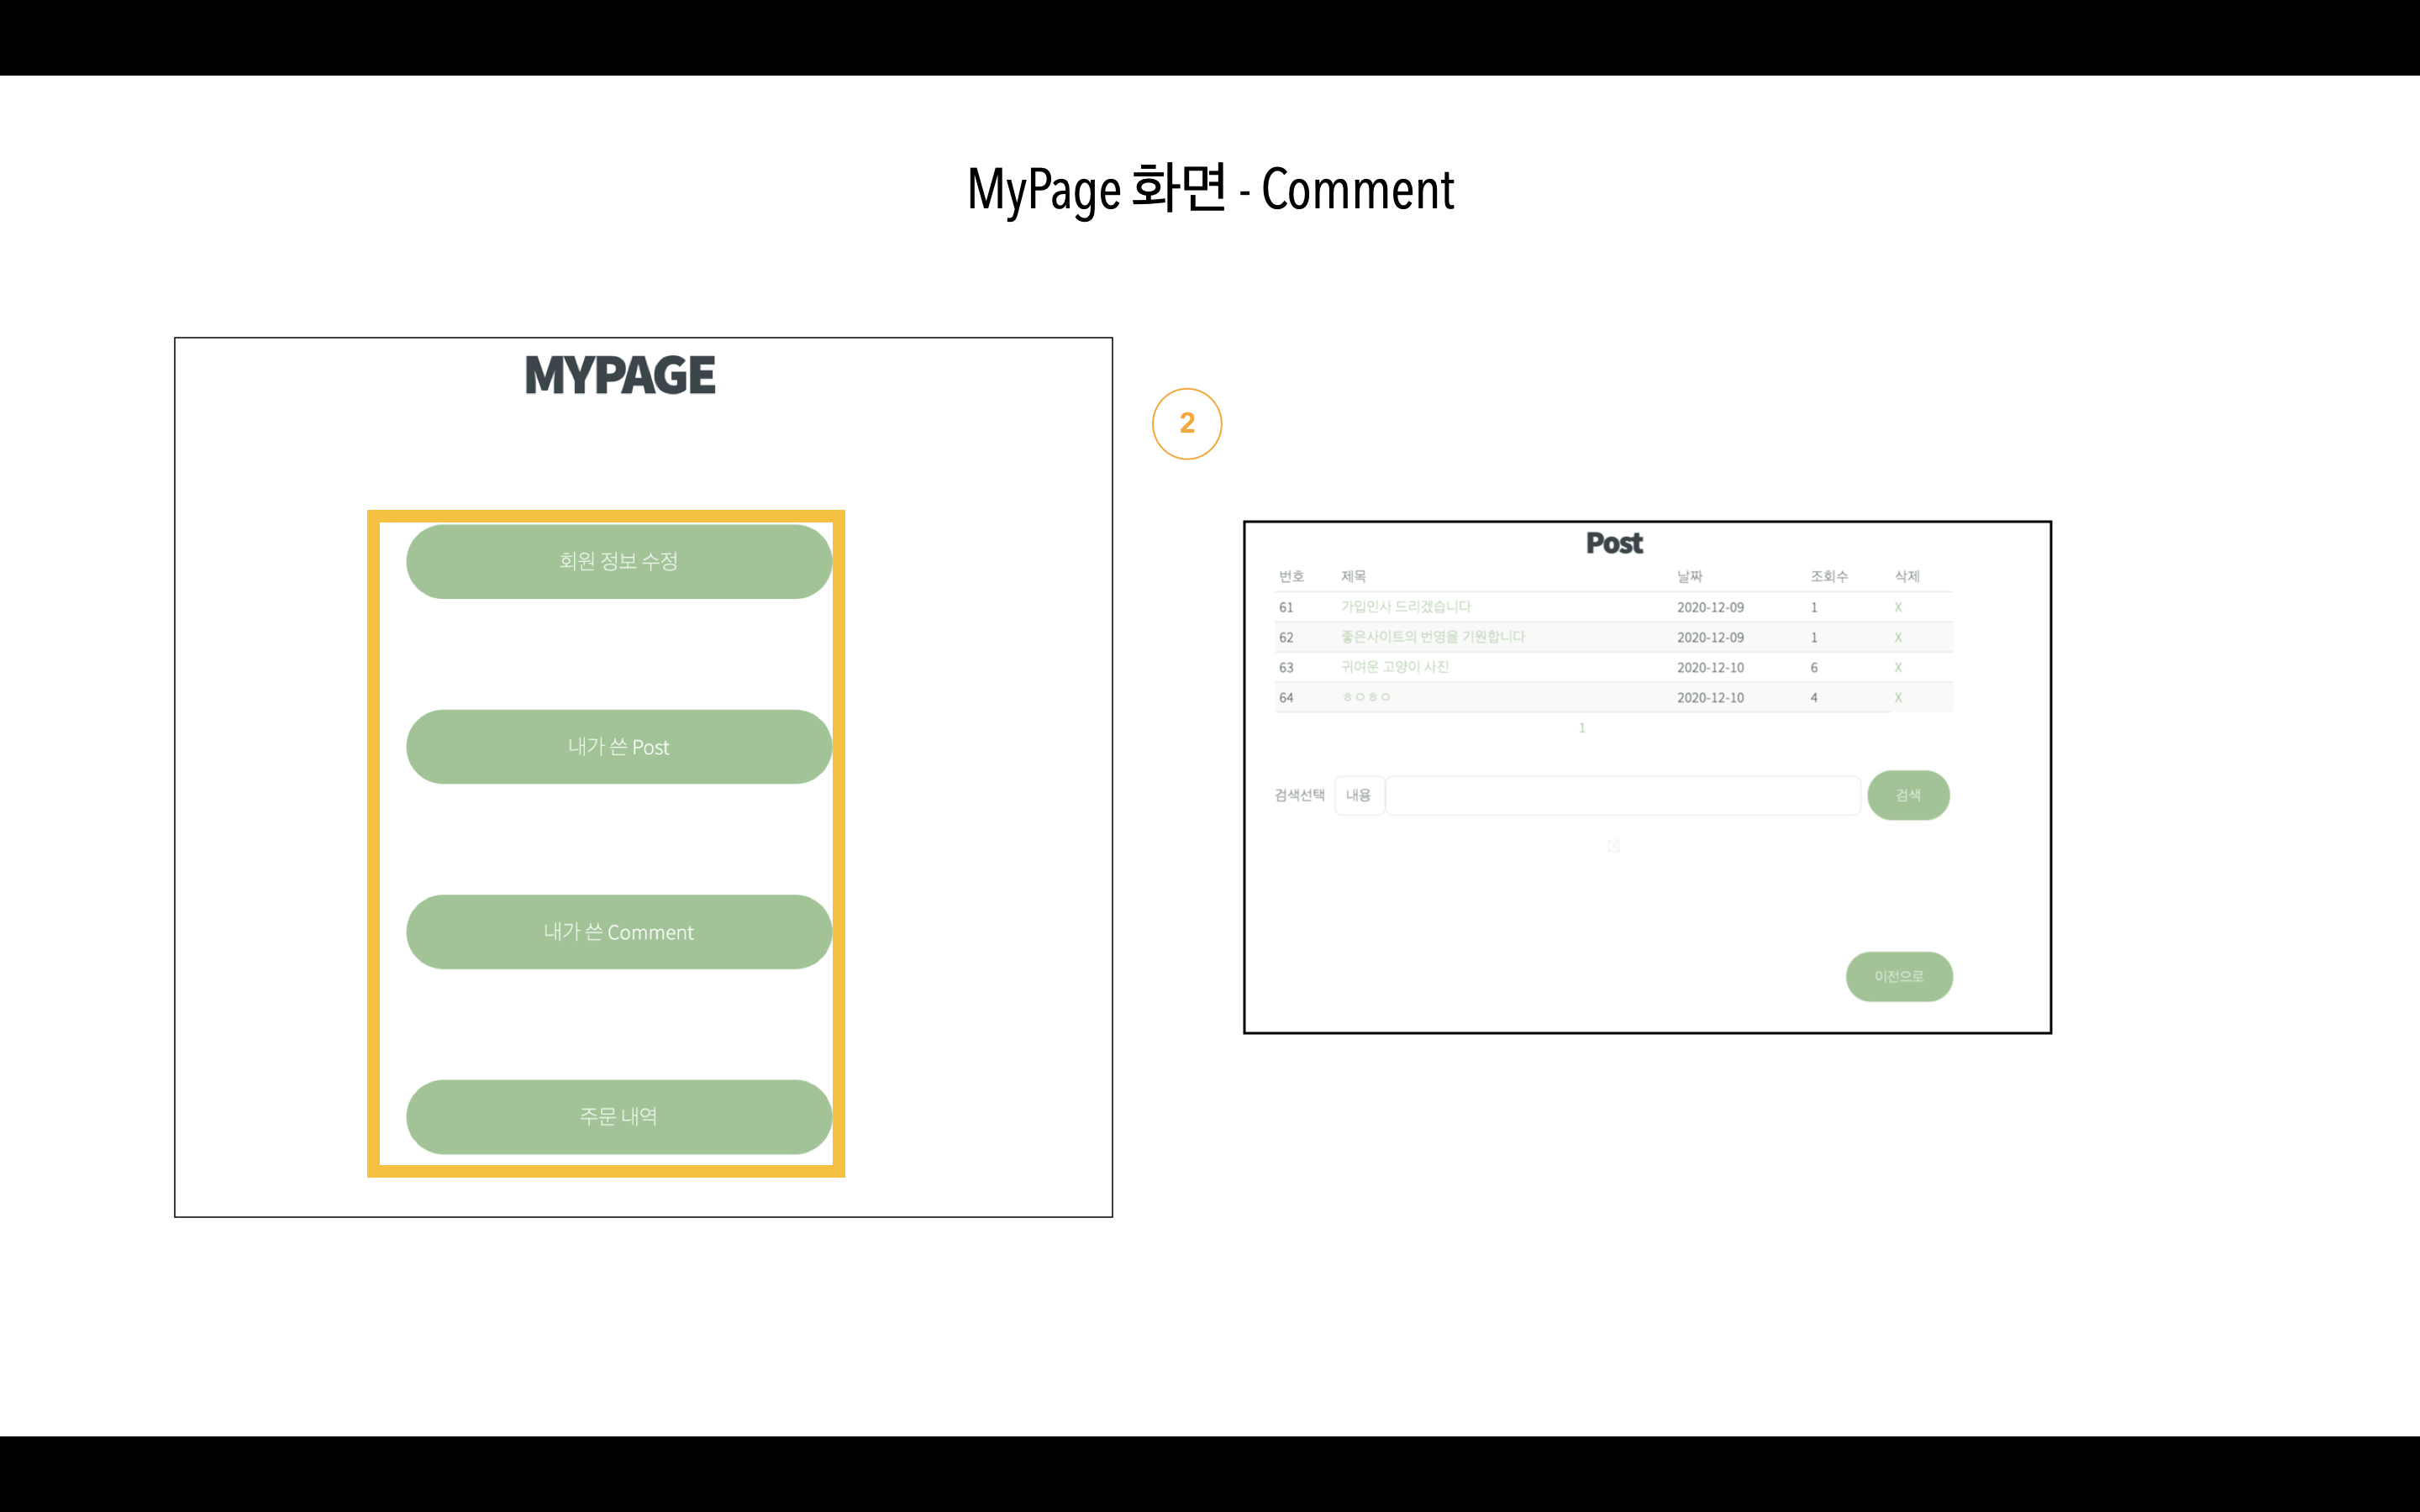 MyPage 화면 - Comment
MYPAGE
회원 정보 수정
내가 쓴 Post
내가 쓴 Comment
주문 내역
2
Post
번호 제목 날짜 조회수 삭제
61 가입인사 드리겠습니다 2020-12-09 1 X
62 좋은사이트의 번영을 기원합니다 2020-12-09 1 X
63 귀여운 고양이 사진 2020-12-10 6 X
64 ㅎㅇㅎㅇ 2020-12-10 4 X
1
검색선택 내용 검색
이전으로